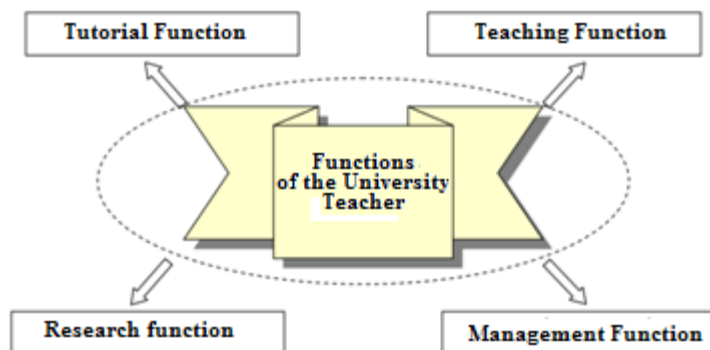 Tutorial Function
Teaching Function
Functions
of the University
Teacher
Research function
Management Function